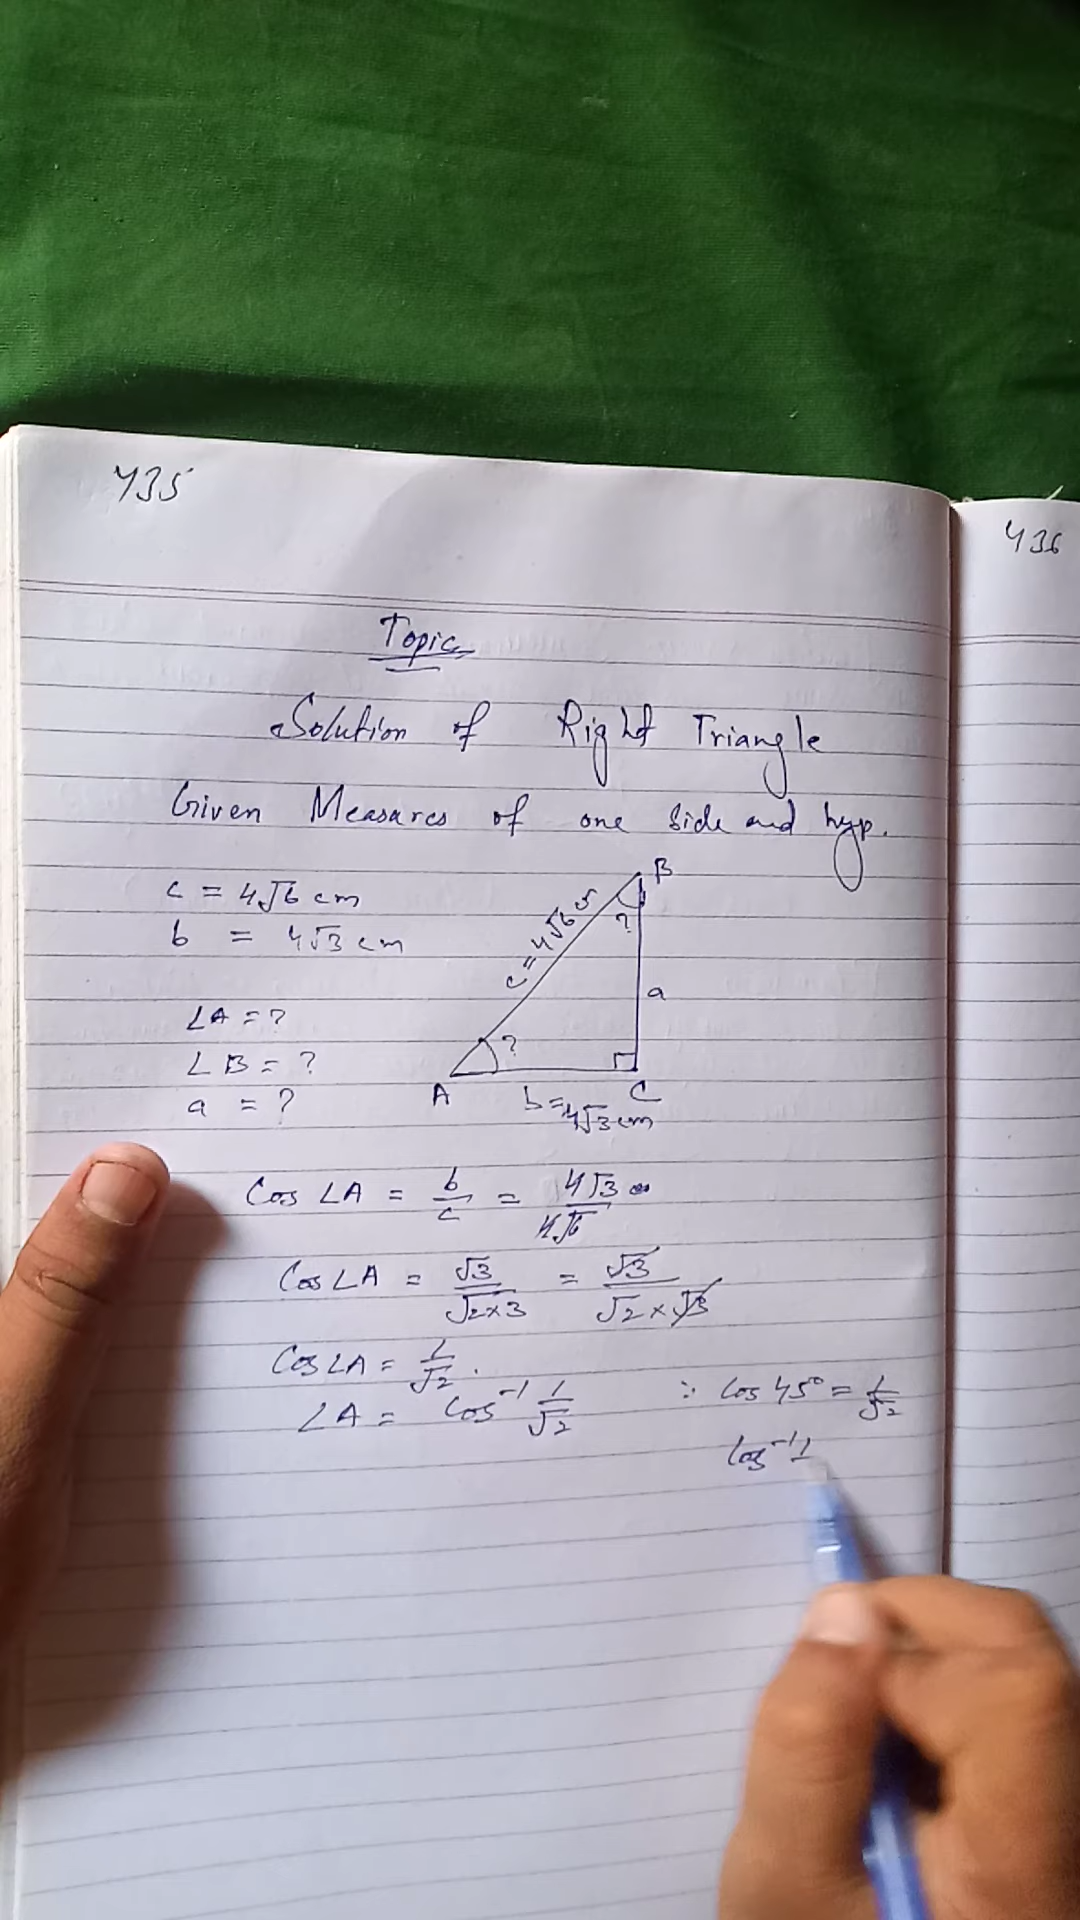 435
436
Topic
Solution of Right Triangle
Given Measures of one side and hyp.
c = 4√6 cm
b = 4√3 cm
∠A = ?
∠B = ?
a = ?
B
?
c = 4√6 cm
a
?
A
C
b = 4√3 cm
Cos ∠A = b/c = 4√3/4√6
Cos ∠A = √3/√2×3 = √3/√2 × √3
Cos ∠A = 1/√2 .
∠A = Cos⁻¹ 1/√2
∵ Cos 45° = 1/√2
Cos⁻¹ 1